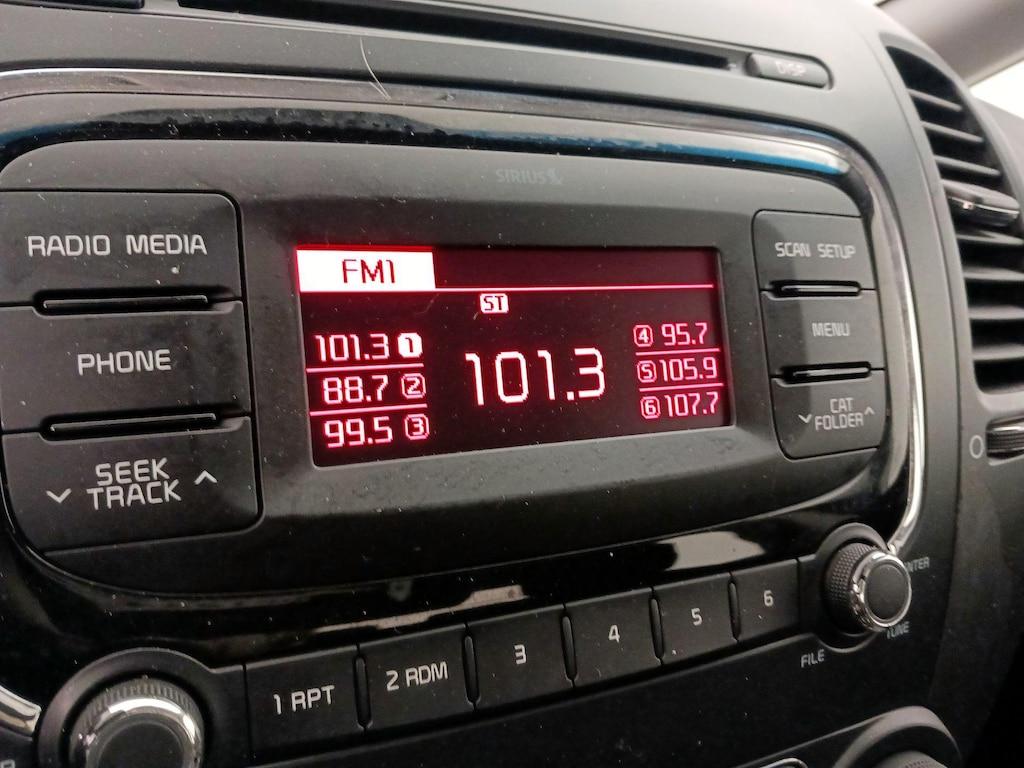 DISP
SIRIUS
RADIO MEDIA
PHONE
SEEK
TRACK
FM1
ST
101.3 1
88.7 2
99.5 3
101.3
4 95.7
5 105.9
6 107.7
SCAN SETUP
MENU
CAT
FOLDER
1 RPT
2 RDM
3
4
5
6
FILE
TUNE